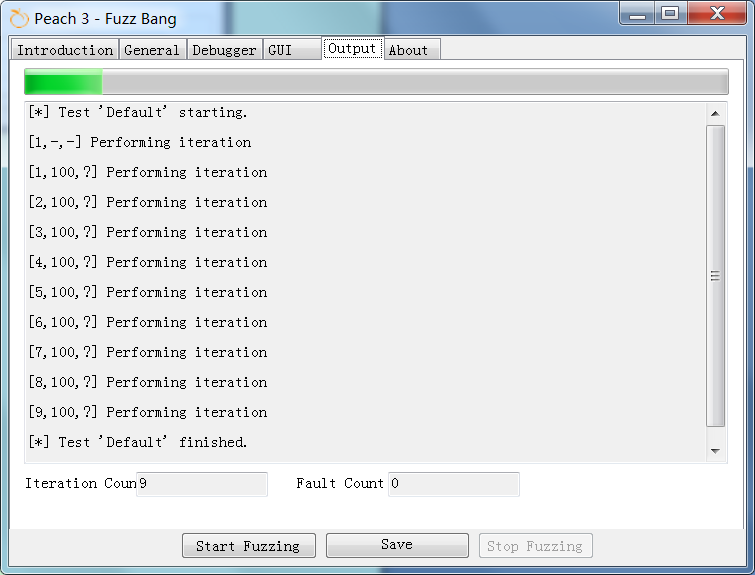 Peach 3 - Fuzz Bang
Introduction General Debugger GUI Output About
[*] Test 'Default' starting.
[1,-,-] Performing iteration
[1,100,?] Performing iteration
[2,100,?] Performing iteration
[3,100,?] Performing iteration
[4,100,?] Performing iteration
[5,100,?] Performing iteration
[6,100,?] Performing iteration
[7,100,?] Performing iteration
[8,100,?] Performing iteration
[9,100,?] Performing iteration
[*] Test 'Default' finished.
Iteration Coun 9 Fault Count 0
Start Fuzzing Save Stop Fuzzing